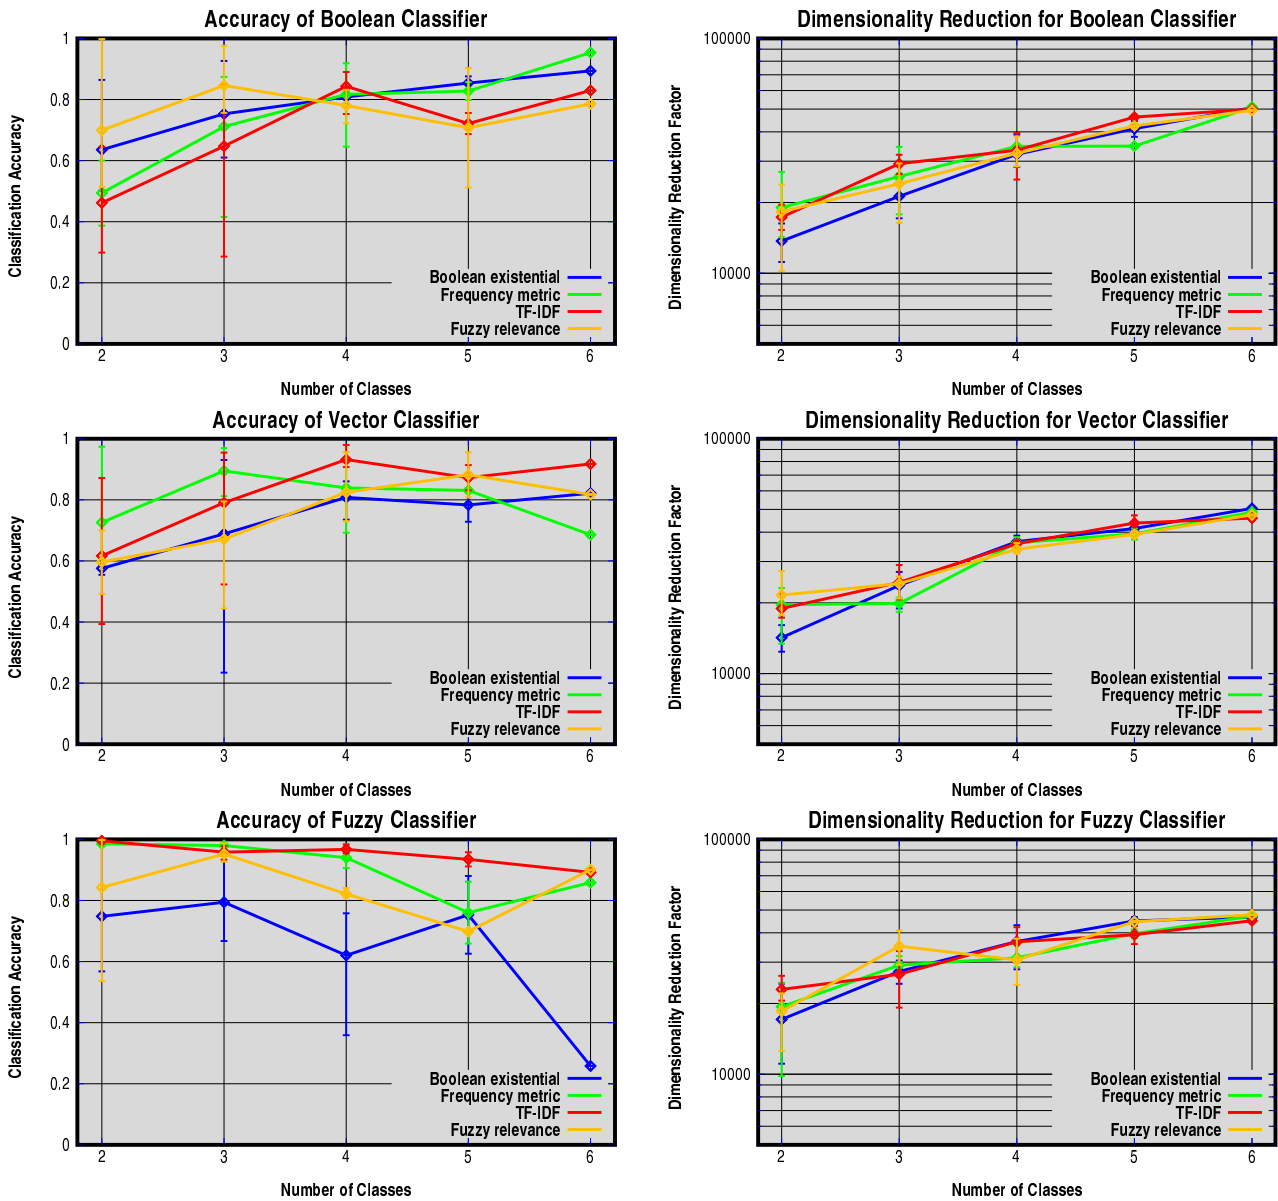 Accuracy of Boolean Classifier
Classification Accuracy
1
0.8
0.6
0.4
0.2
0
Boolean existential
Frequency metric
TF-IDF
Fuzzy relevance
2 3 4 5 6
Number of Classes
Dimensionality Reduction for Boolean Classifier
Dimensionality Reduction Factor
100000
10000
Boolean existential
Frequency metric
TF-IDF
Fuzzy relevance
2 3 4 5 6
Number of Classes
Accuracy of Vector Classifier
Classification Accuracy
1
0.8
0.6
0.4
0.2
0
Boolean existential
Frequency metric
TF-IDF
Fuzzy relevance
2 3 4 5 6
Number of Classes
Dimensionality Reduction for Vector Classifier
Dimensionality Reduction Factor
100000
10000
Boolean existential
Frequency metric
TF-IDF
Fuzzy relevance
2 3 4 5 6
Number of Classes
Accuracy of Fuzzy Classifier
Classification Accuracy
1
0.8
0.6
0.4
0.2
0
Boolean existential
Frequency metric
TF-IDF
Fuzzy relevance
2 3 4 5 6
Number of Classes
Dimensionality Reduction for Fuzzy Classifier
Dimensionality Reduction Factor
100000
10000
Boolean existential
Frequency metric
TF-IDF
Fuzzy relevance
2 3 4 5 6
Number of Classes